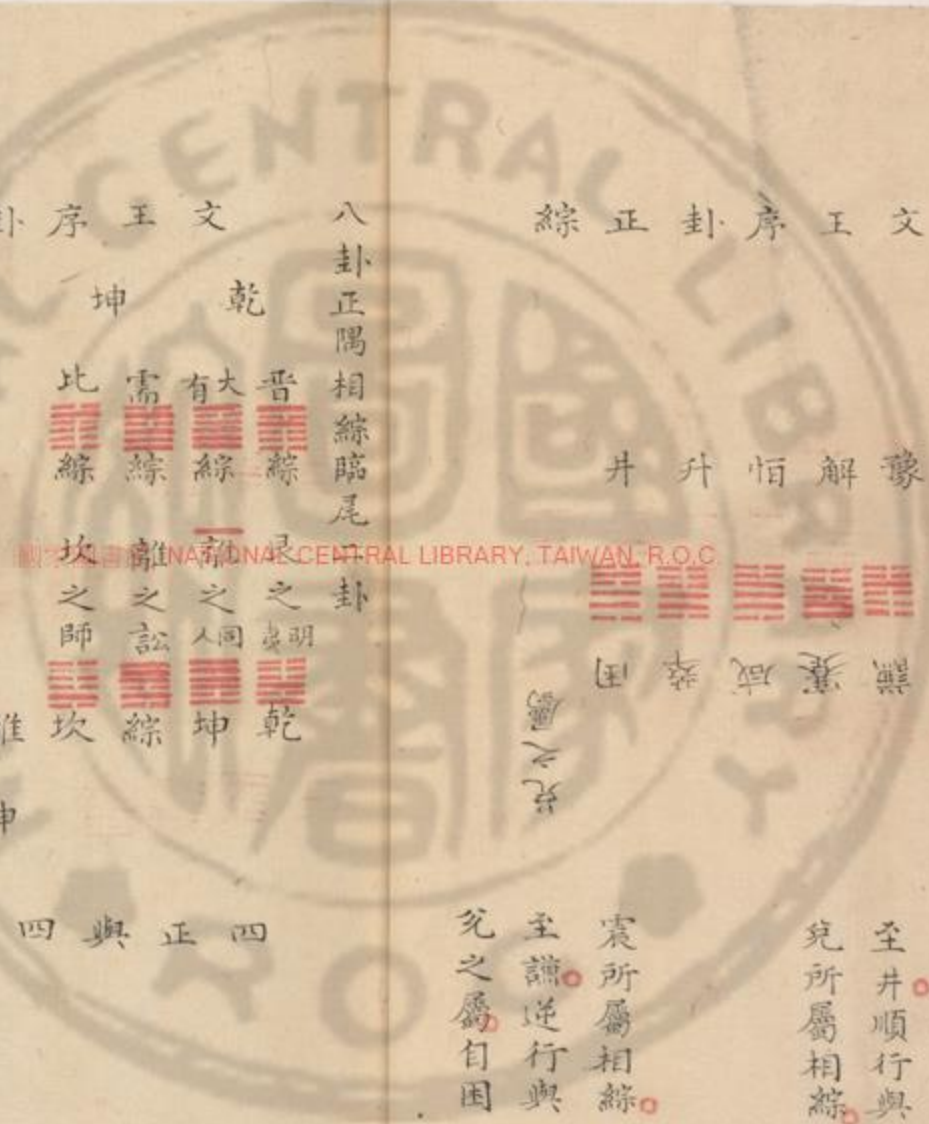 文王序卦正綜
豫解恒升井
謙蹇咸萃困
兌之屬
至井順行與
兌所屬相綜
震所屬相綜
至謙逆行與
兌之屬自困
八卦正隅相綜臨尾二卦
文王序卦
乾坤
晋綜艮之明夷乾
大有綜離之同人坤
需綜離之訟綜
比綜坎之師坎
四正與四
NATIONAL CENTRAL LIBRARY, TAIWAN, R.O.C.
CENTRAL LIBRARY